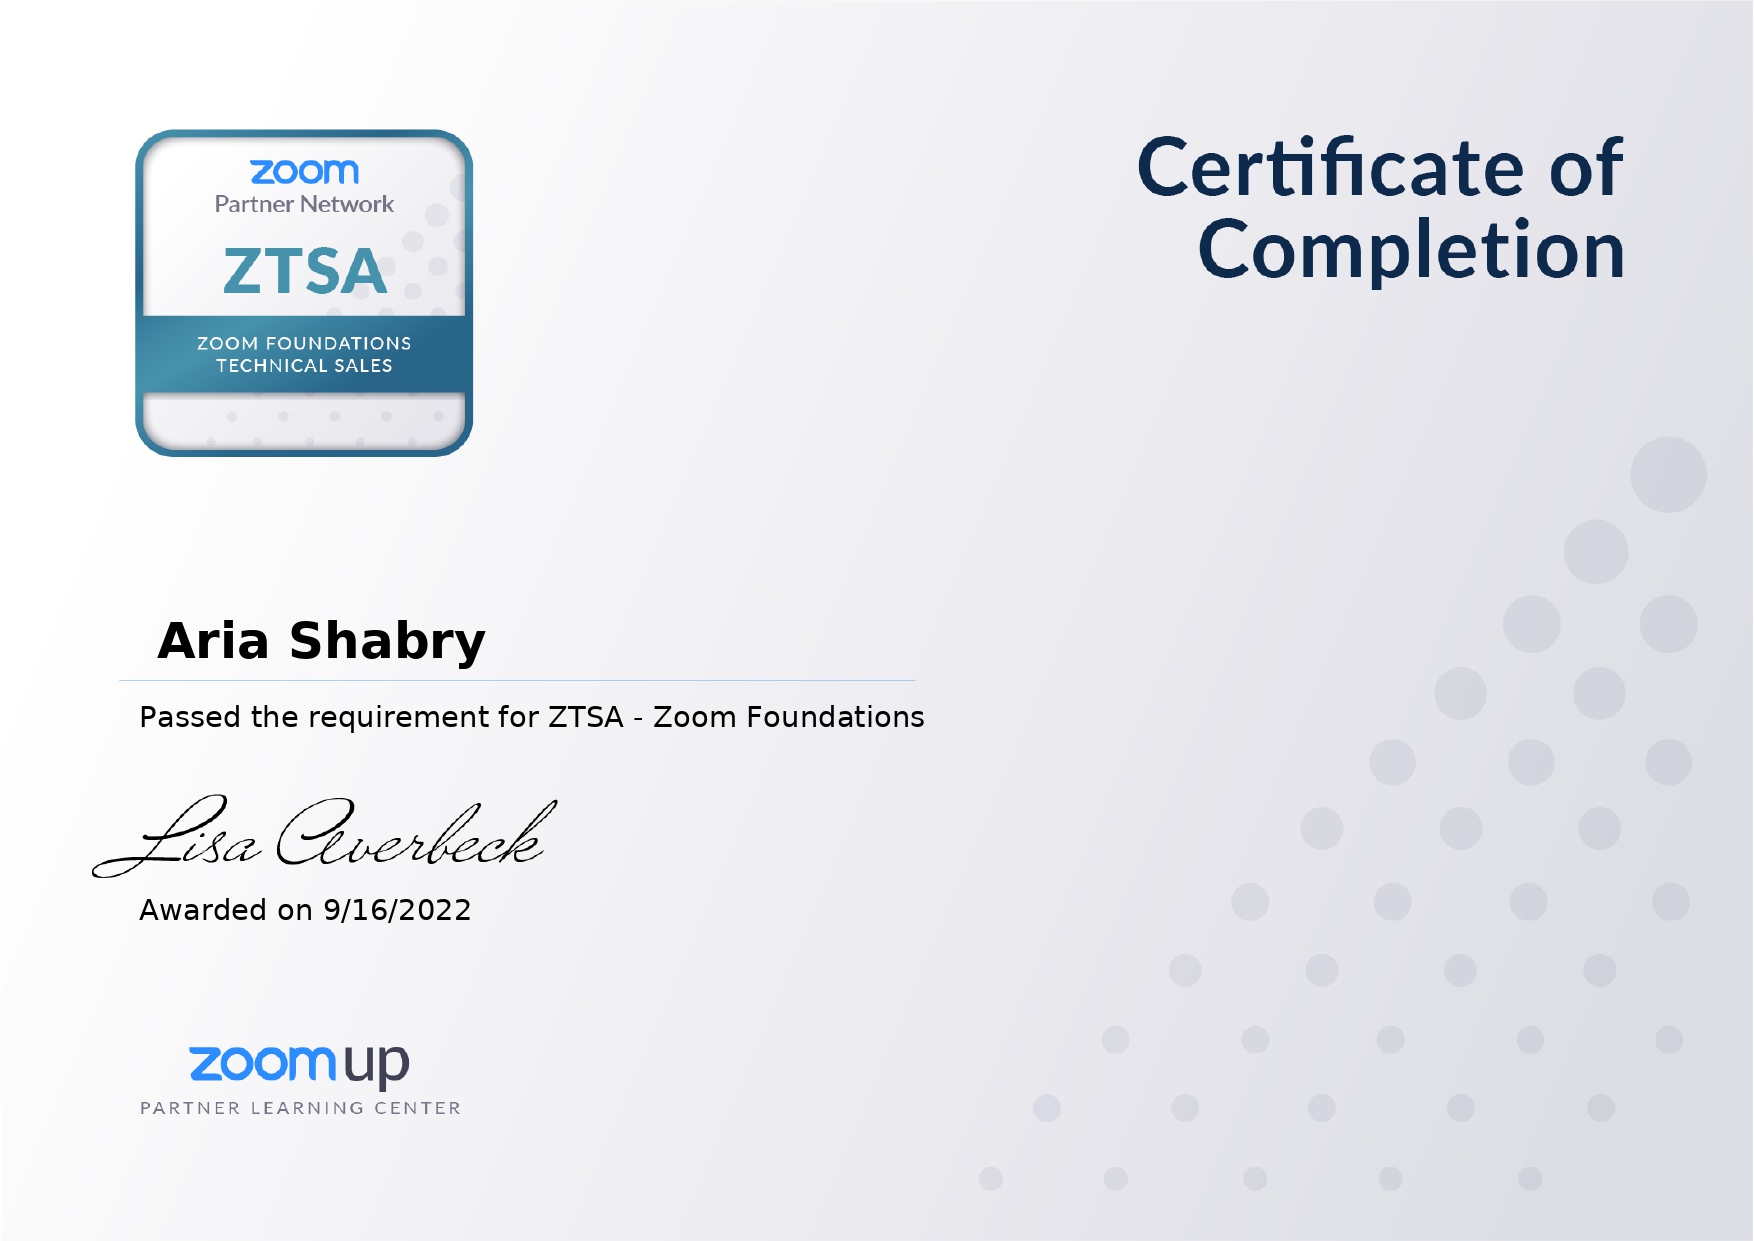 zoom
Partner Network
ZTSA
ZOOM FOUNDATIONS
TECHNICAL SALES
Certificate of
Completion
Aria Shabry
Passed the requirement for ZTSA - Zoom Foundations
Lisa Averbeck
Awarded on 9/16/2022
zoom up
PARTNER LEARNING CENTER